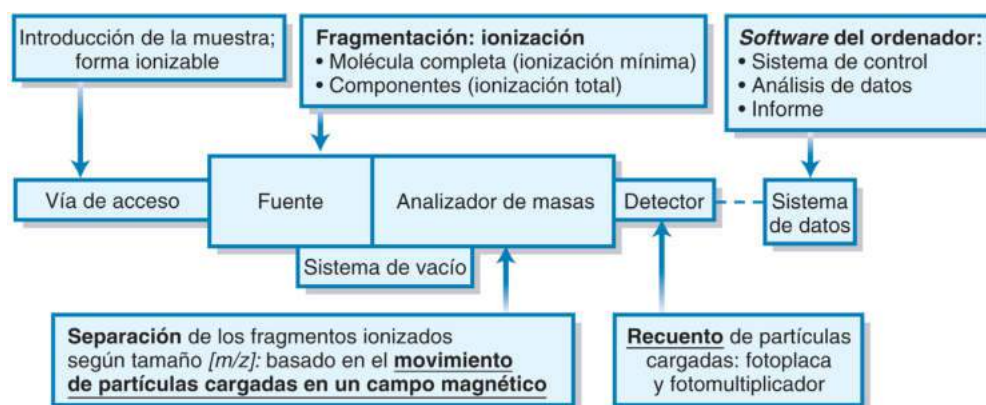 Introducción de la muestra;
forma ionizable
Fragmentación: ionización
• Molécula completa (ionización mínima)
• Componentes (ionización total)
Software del ordenador:
• Sistema de control
• Análisis de datos
• Informe
Vía de acceso
Fuente
Analizador de masas
Detector
Sistema
de datos
Sistema de vacío
Separación de los fragmentos ionizados
según tamaño [m/z]: basado en el movimiento
de partículas cargadas en un campo magnético
Recuento de partículas
cargadas: fotoplaca
y fotomultiplicador